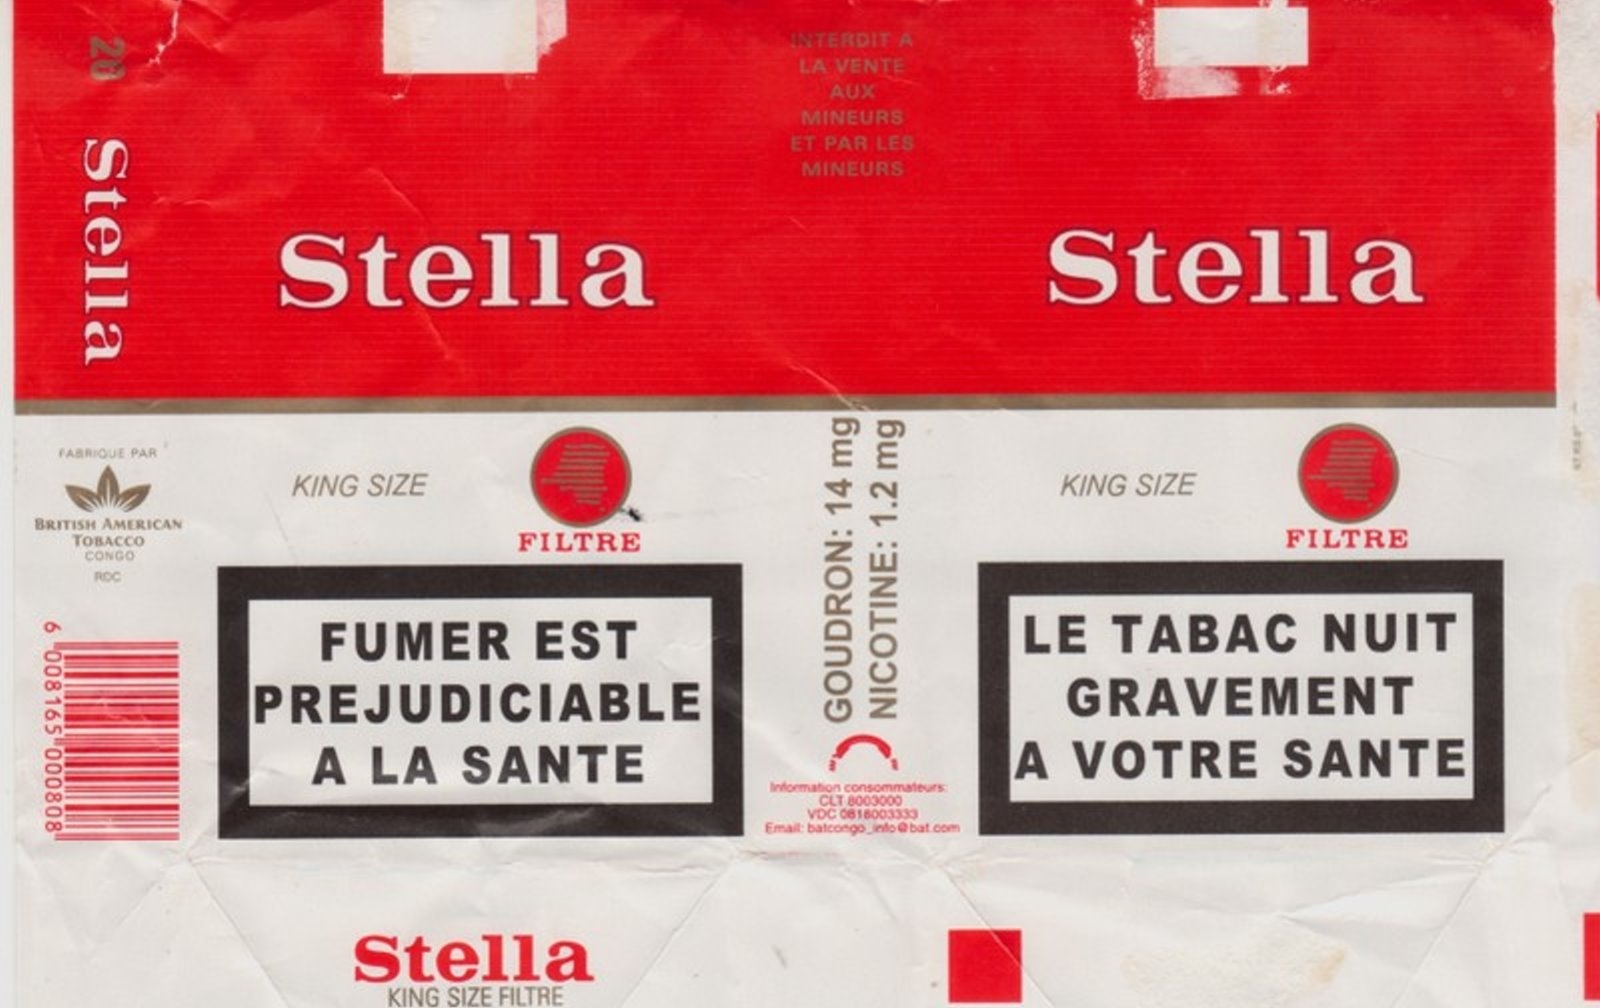 20
Stella
FABRIQUE PAR
BRITISH AMERICAN
TOBACCO
CONGO
RDC
6 008165 000808
Stella
KING SIZE
FILTRE
FUMER EST
PREJUDICIABLE
A LA SANTE
Stella
KING SIZE FILTRE
INTERDIT A
LA VENTE
AUX
MINEURS
ET PAR LES
MINEURS
GOUDRON: 14 mg
NICOTINE: 1.2 mg
Information consommateurs:
CLT 8003000
VDC 0818003333
Email: batcongo_info@bat.com
Stella
KING SIZE
FILTRE
LE TABAC NUIT
GRAVEMENT
A VOTRE SANTE